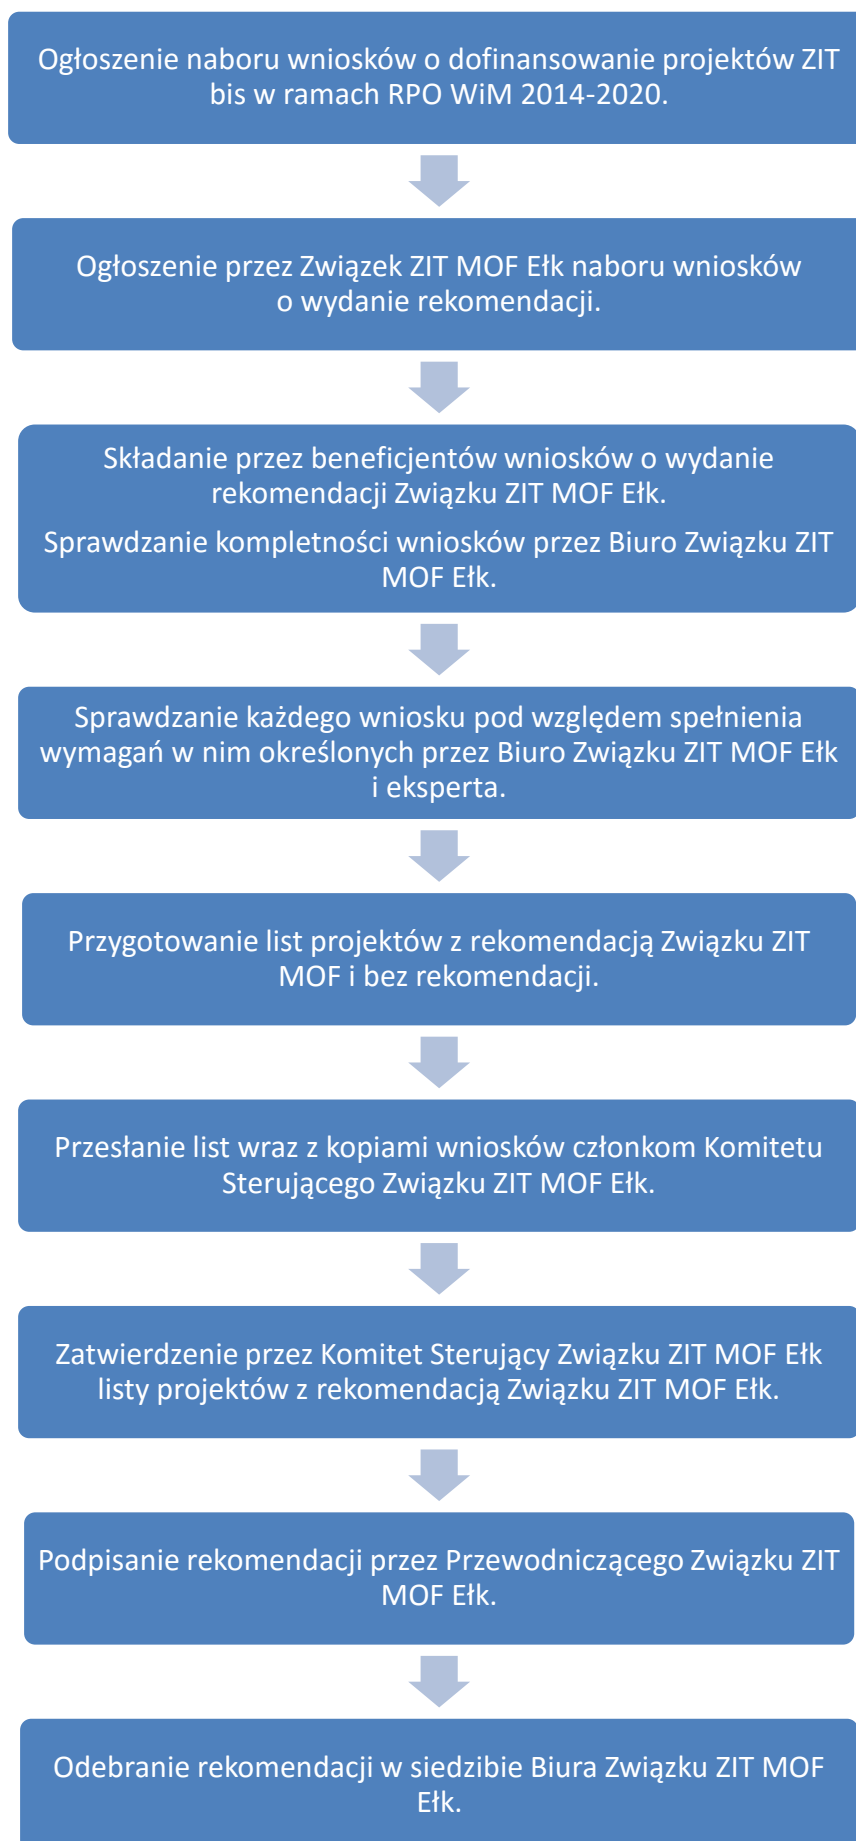 Ogłoszenie naboru wniosków o dofinansowanie projektów ZIT
bis w ramach RPO WiM 2014-2020.
Ogłoszenie przez Związek ZIT MOF Ełk naboru wniosków
o wydanie rekomendacji.
Składanie przez beneficjentów wniosków o wydanie
rekomendacji Związku ZIT MOF Ełk.
Sprawdzanie kompletności wniosków przez Biuro Związku ZIT
MOF Ełk.
Sprawdzanie każdego wniosku pod względem spełnienia
wymagań w nim określonych przez Biuro Związku ZIT MOF Ełk
i eksperta.
Przygotowanie list projektów z rekomendacją Związku ZIT
MOF i bez rekomendacji.
Przesłanie list wraz z kopiami wniosków członkom Komitetu
Sterującego Związku ZIT MOF Ełk.
Zatwierdzenie przez Komitet Sterujący Związku ZIT MOF Ełk
listy projektów z rekomendacją Związku ZIT MOF Ełk.
Podpisanie rekomendacji przez Przewodniczącego Związku ZIT
MOF Ełk.
Odebranie rekomendacji w siedzibie Biura Związku ZIT MOF
Ełk.